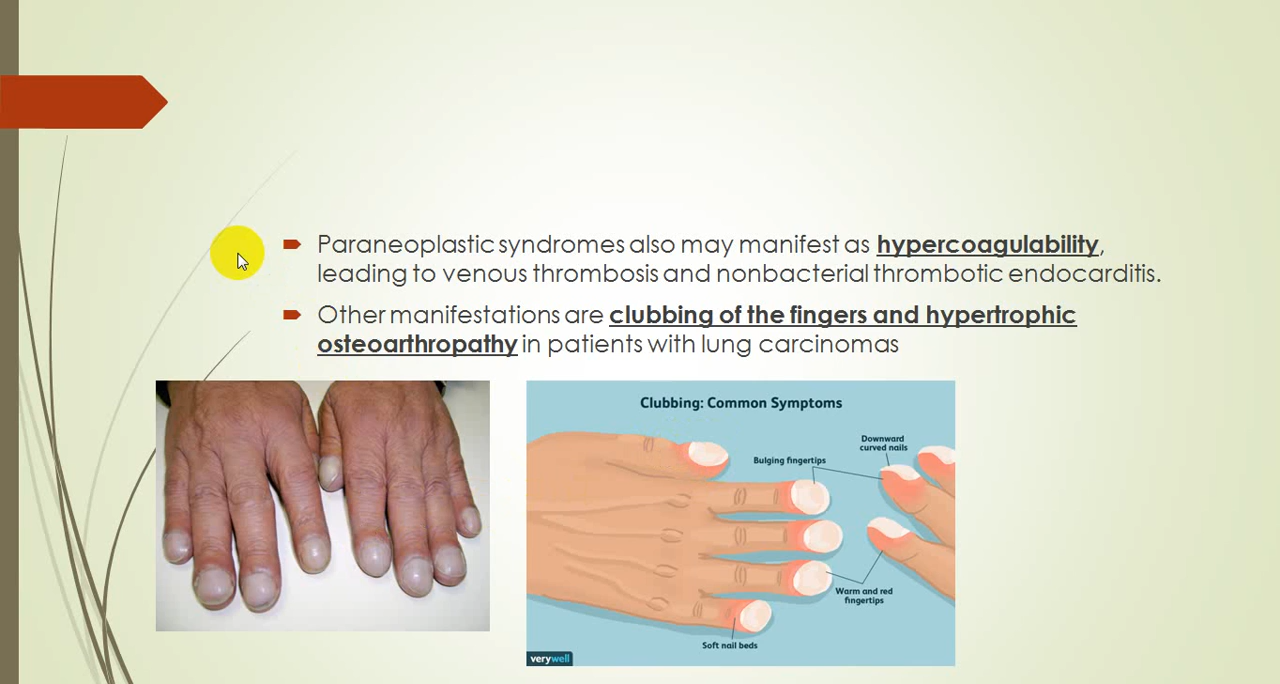 Paraneoplastic syndromes also may manifest as hypercoagulability,
leading to venous thrombosis and nonbacterial thrombotic endocarditis.
Other manifestations are clubbing of the fingers and hypertrophic
osteoarthropathy in patients with lung carcinomas
Clubbing: Common Symptoms
Downward
curved nails
Bulging fingertips
Warm and red
fingertips
Soft nail beds
verywell